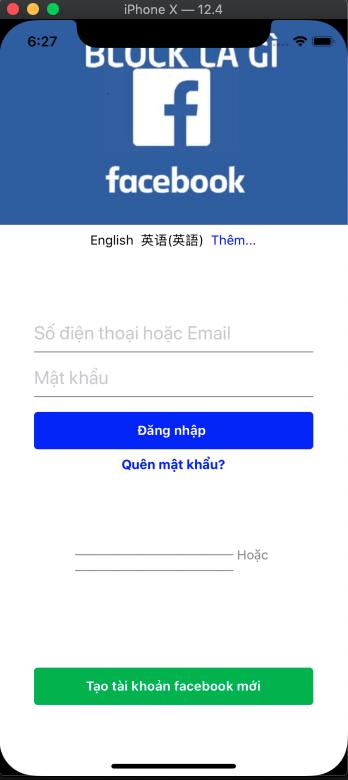 iPhone X — 12.4
6:27
BLOCK LÀ GÌ
facebook
English 英语(英語) Thêm...
Số điện thoại hoặc Email
Mật khẩu
Đăng nhập
Quên mật khẩu?
Hoặc
Tạo tài khoản facebook mới